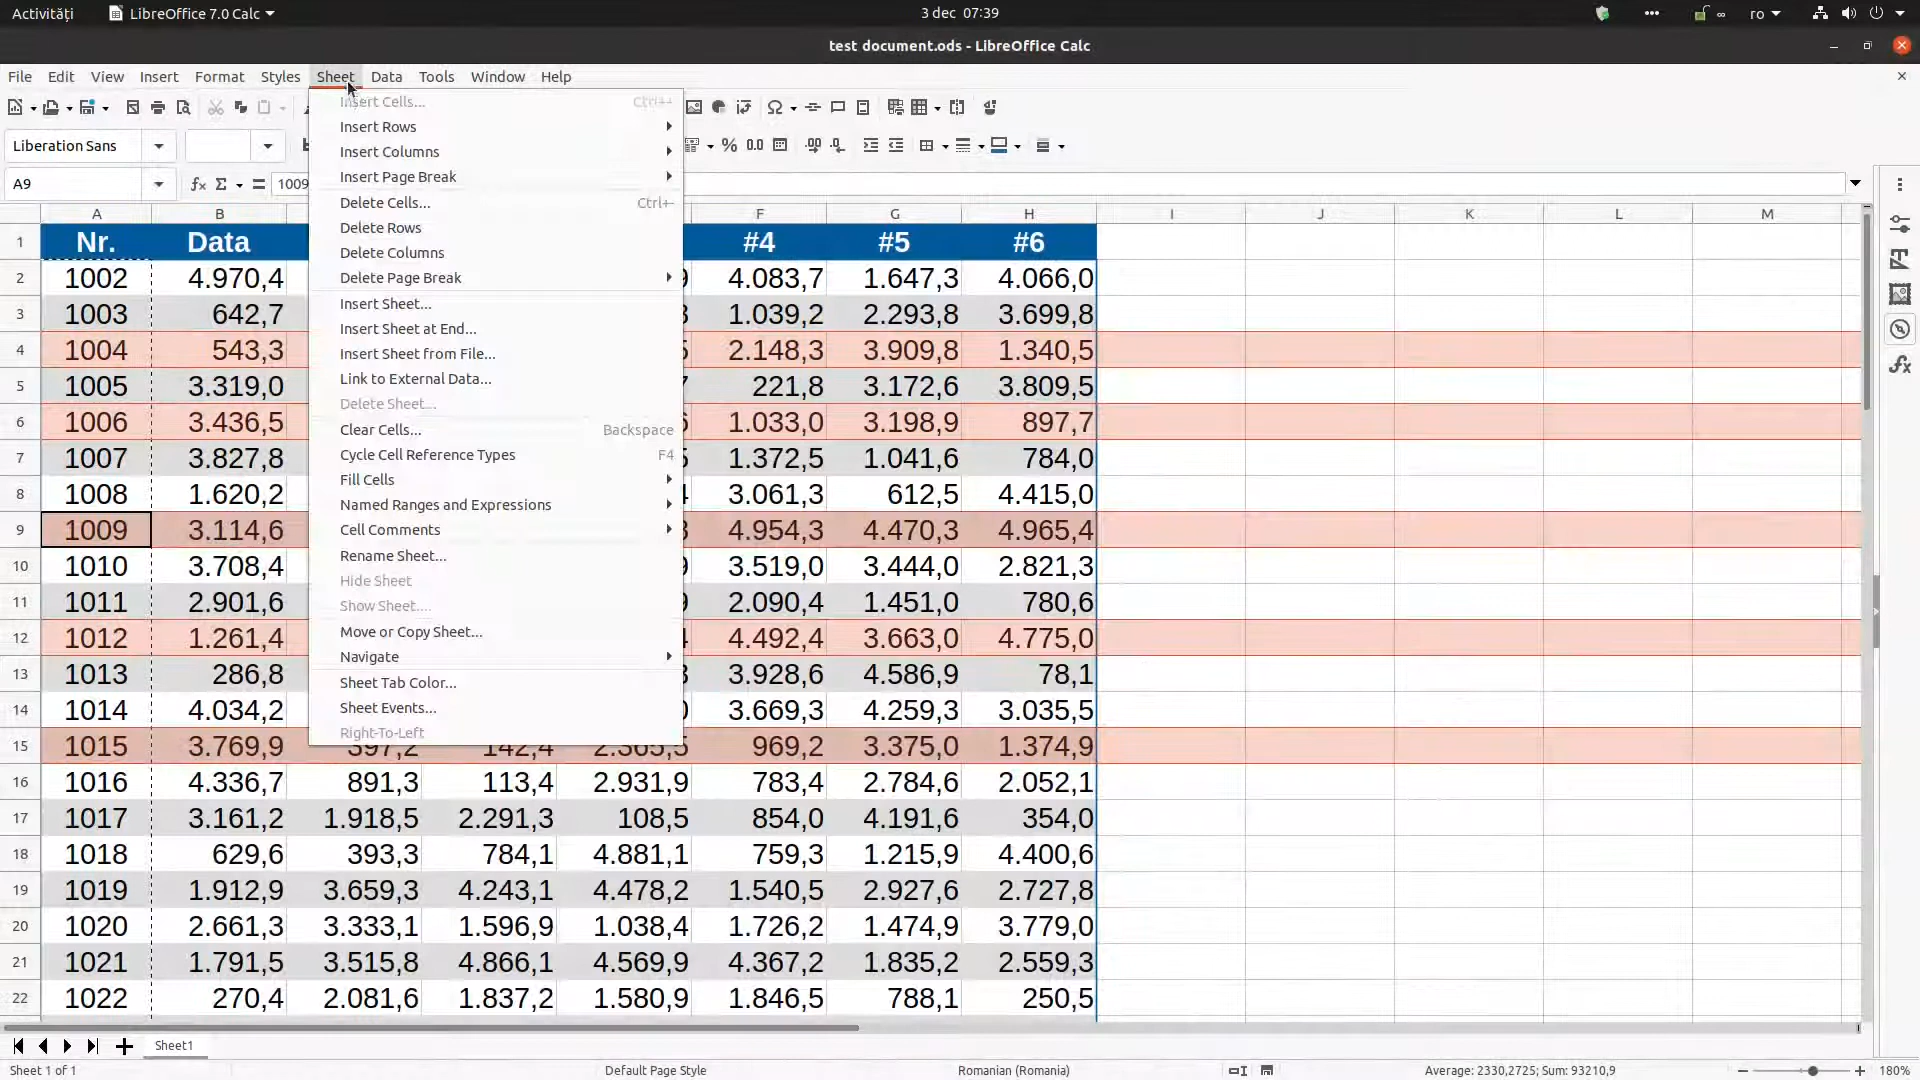 Activități LibreOffice 7.0 Calc 3 dec 07:39 ro
test document.ods - LibreOffice Calc
File Edit View Insert Format Styles Sheet Data Tools Window Help
Liberation Sans
A9 1009
Insert Cells... Ctrl++
Insert Rows
Insert Columns
Insert Page Break
Delete Cells... Ctrl+-
Delete Rows
Delete Columns
Delete Page Break
Insert Sheet...
Insert Sheet at End...
Insert Sheet from File...
Link to External Data...
Delete Sheet...
Clear Cells... Backspace
Cycle Cell Reference Types F4
Fill Cells
Named Ranges and Expressions
Cell Comments
Rename Sheet...
Hide Sheet
Show Sheet...
Move or Copy Sheet...
Navigate
Sheet Tab Color...
Sheet Events...
Right-To-Left
A B F G H I J K L M
1 Nr. Data #4 #5 #6
2 1002 4.970,4 4.083,7 1.647,3 4.066,0
3 1003 642,7 1.039,2 2.293,8 3.699,8
4 1004 543,3 2.148,3 3.909,8 1.340,5
5 1005 3.319,0 221,8 3.172,6 3.809,5
6 1006 3.436,5 1.033,0 3.198,9 897,7
7 1007 3.827,8 1.372,5 1.041,6 784,0
8 1008 1.620,2 3.061,3 612,5 4.415,0
9 1009 3.114,6 4.954,3 4.470,3 4.965,4
10 1010 3.708,4 3.519,0 3.444,0 2.821,3
11 1011 2.901,6 2.090,4 1.451,0 780,6
12 1012 1.261,4 4.492,4 3.663,0 4.775,0
13 1013 286,8 3.928,6 4.586,9 78,1
14 1014 4.034,2 3.669,3 4.259,3 3.035,5
15 1015 3.769,9 397,2 142,4 2.365,5 969,2 3.375,0 1.374,9
16 1016 4.336,7 891,3 113,4 2.931,9 783,4 2.784,6 2.052,1
17 1017 3.161,2 1.918,5 2.291,3 108,5 854,0 4.191,6 354,0
18 1018 629,6 393,3 784,1 4.881,1 759,3 1.215,9 4.400,6
19 1019 1.912,9 3.659,3 4.243,1 4.478,2 1.540,5 2.927,6 2.727,8
20 1020 2.661,3 3.333,1 1.596,9 1.038,4 1.726,2 1.474,9 3.779,0
21 1021 1.791,5 3.515,8 4.866,1 4.569,9 4.367,2 1.835,2 2.559,3
22 1022 270,4 2.081,6 1.837,2 1.580,9 1.846,5 788,1 250,5
Sheet1
Sheet 1 of 1 Default Page Style Romanian (Romania) Average: 2330,2725; Sum: 93210,9 180%